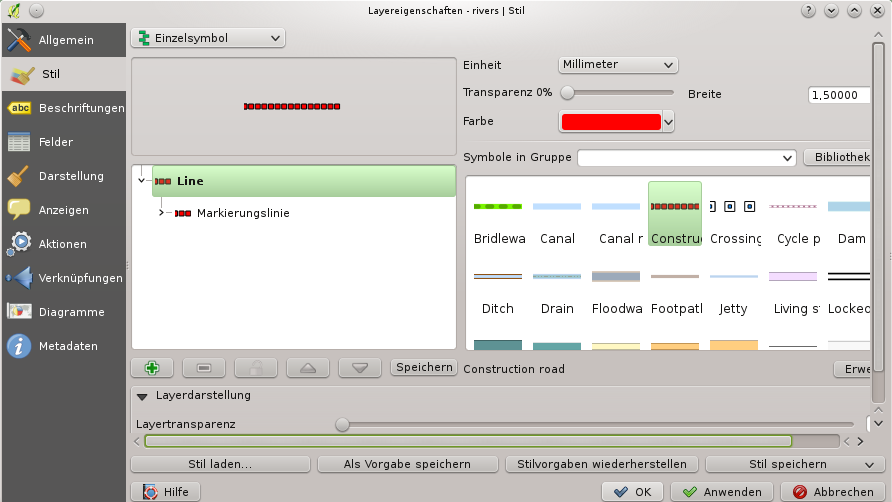 Layereigenschaften - rivers | Stil
Allgemein
Stil
abc Beschriftungen
Felder
Darstellung
Anzeigen
Aktionen
Verknüpfungen
Diagramme
Metadaten
Einzelsymbol
Line
Markierungslinie
Speichern
Einheit Millimeter
Transparenz 0% Breite 1,50000
Farbe
Symbole in Gruppe Bibliothek
Bridlewa Canal Canal r Constru Crossing Cycle p Dam
Ditch Drain Floodwa Footpatl Jetty Living st Locked
Construction road Erwe
Layerdarstellung
Layertransparenz
Stil laden... Als Vorgabe speichern Stilvorgaben wiederherstellen Stil speichern
Hilfe OK Anwenden Abbrechen